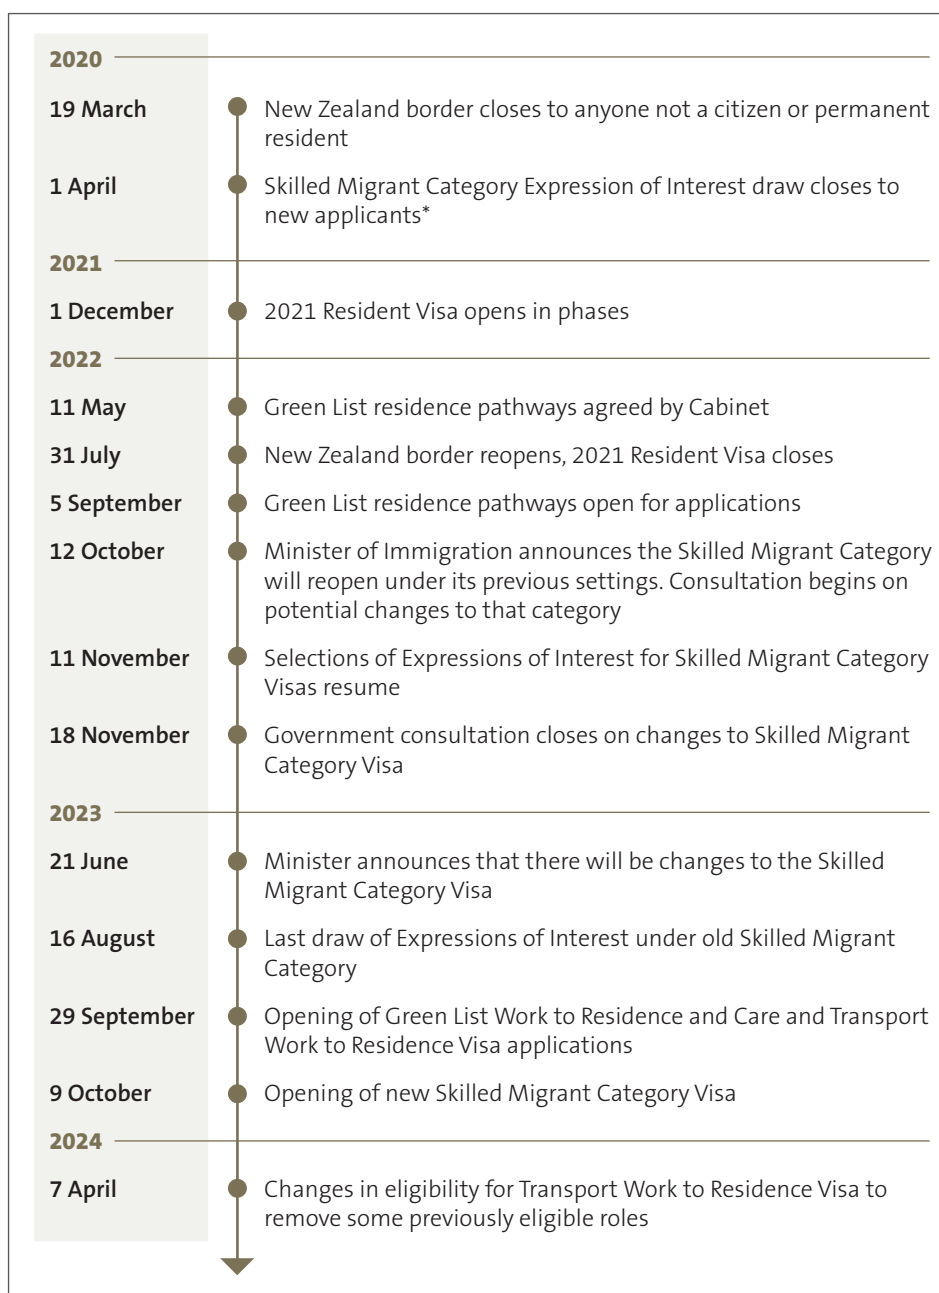 2020
19 March
New Zealand border closes to anyone not a citizen or permanent
resident
1 April
Skilled Migrant Category Expression of Interest draw closes to
new applicants*
2021
1 December
2021 Resident Visa opens in phases
2022
11 May
Green List residence pathways agreed by Cabinet
31 July
New Zealand border reopens, 2021 Resident Visa closes
5 September
Green List residence pathways open for applications
12 October
Minister of Immigration announces the Skilled Migrant Category
will reopen under its previous settings. Consultation begins on
potential changes to that category
11 November
Selections of Expressions of Interest for Skilled Migrant Category
Visas resume
18 November
Government consultation closes on changes to Skilled Migrant
Category Visa
2023
21 June
Minister announces that there will be changes to the Skilled
Migrant Category Visa
16 August
Last draw of Expressions of Interest under old Skilled Migrant
Category
29 September
Opening of Green List Work to Residence and Care and Transport
Work to Residence Visa applications
9 October
Opening of new Skilled Migrant Category Visa
2024
7 April
Changes in eligibility for Transport Work to Residence Visa to
remove some previously eligible roles